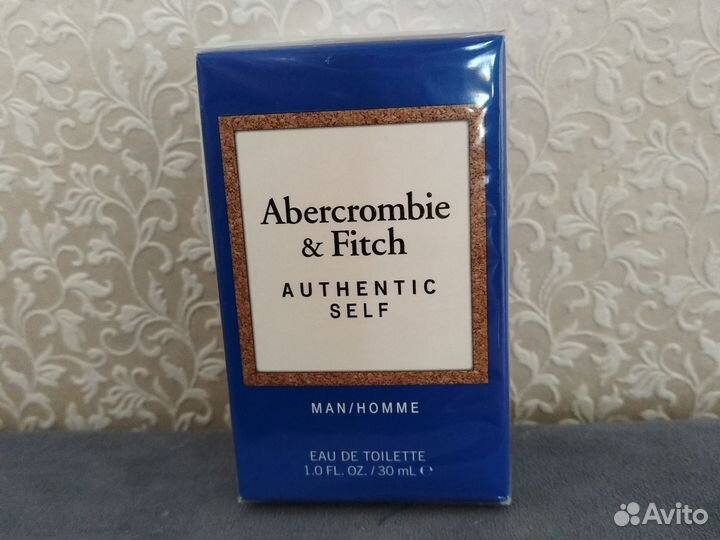 Abercrombie
& Fitch
AUTHENTIC
SELF
MAN/HOMME
EAU DE TOILETTE
1.0 FL. OZ. / 30 mL ℮
Avito